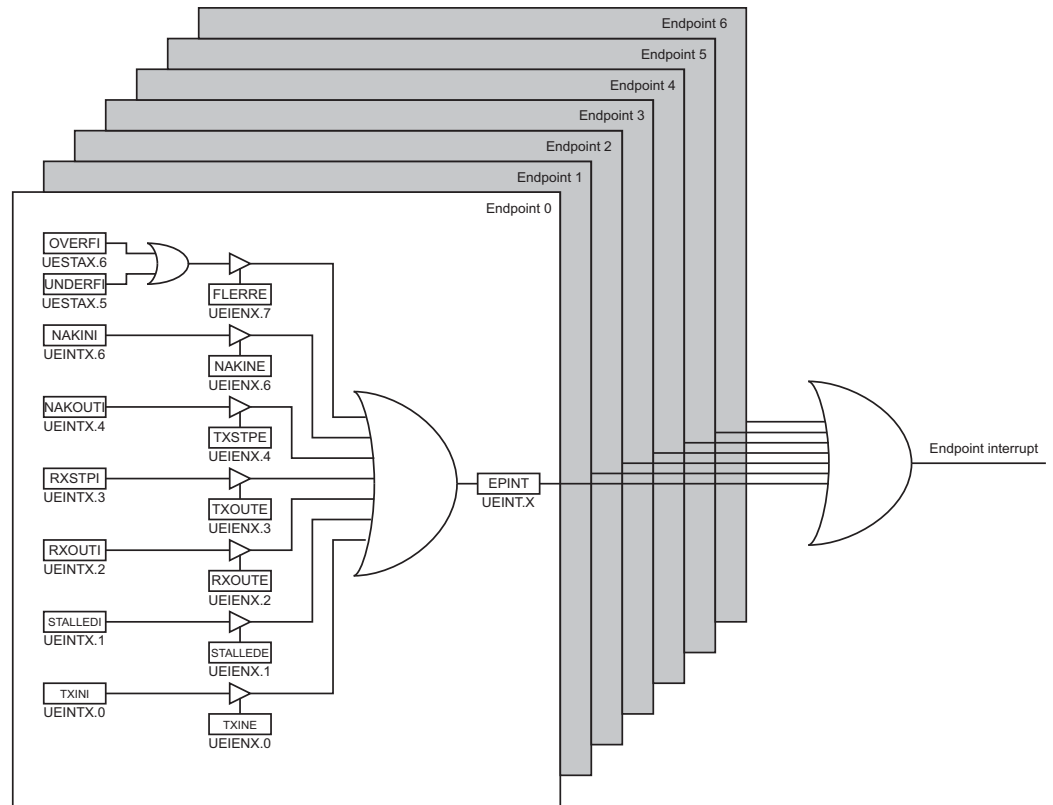 Endpoint 6
Endpoint 5
Endpoint 4
Endpoint 3
Endpoint 2
Endpoint 1
Endpoint 0
OVERFI
UESTAX.6
UNDERFI
UESTAX.5
FLERRE
UEIENX.7
NAKINI
UEINTX.6
NAKINE
UEIENX.6
NAKOUTI
UEINTX.4
TXSTPE
UEIENX.4
RXSTPI
UEINTX.3
TXOUTE
UEIENX.3
RXOUTI
UEINTX.2
RXOUTE
UEIENX.2
STALLEDI
UEINTX.1
STALLEDE
UEIENX.1
TXINI
UEINTX.0
TXINE
UEIENX.0
EPINT
UEINT.X
Endpoint interrupt